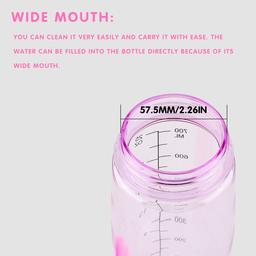 WIDE MOUTH:
YOU CAN CLEAN IT VERY EASILY AND CARRY IT WITH EASE. THE
WATER CAN BE FILLED INTO THE BOTTLE DIRECTLY BECAUSE OF ITS
WIDE MOUTH.
57.5MM/2.26IN
700
ML
600
300